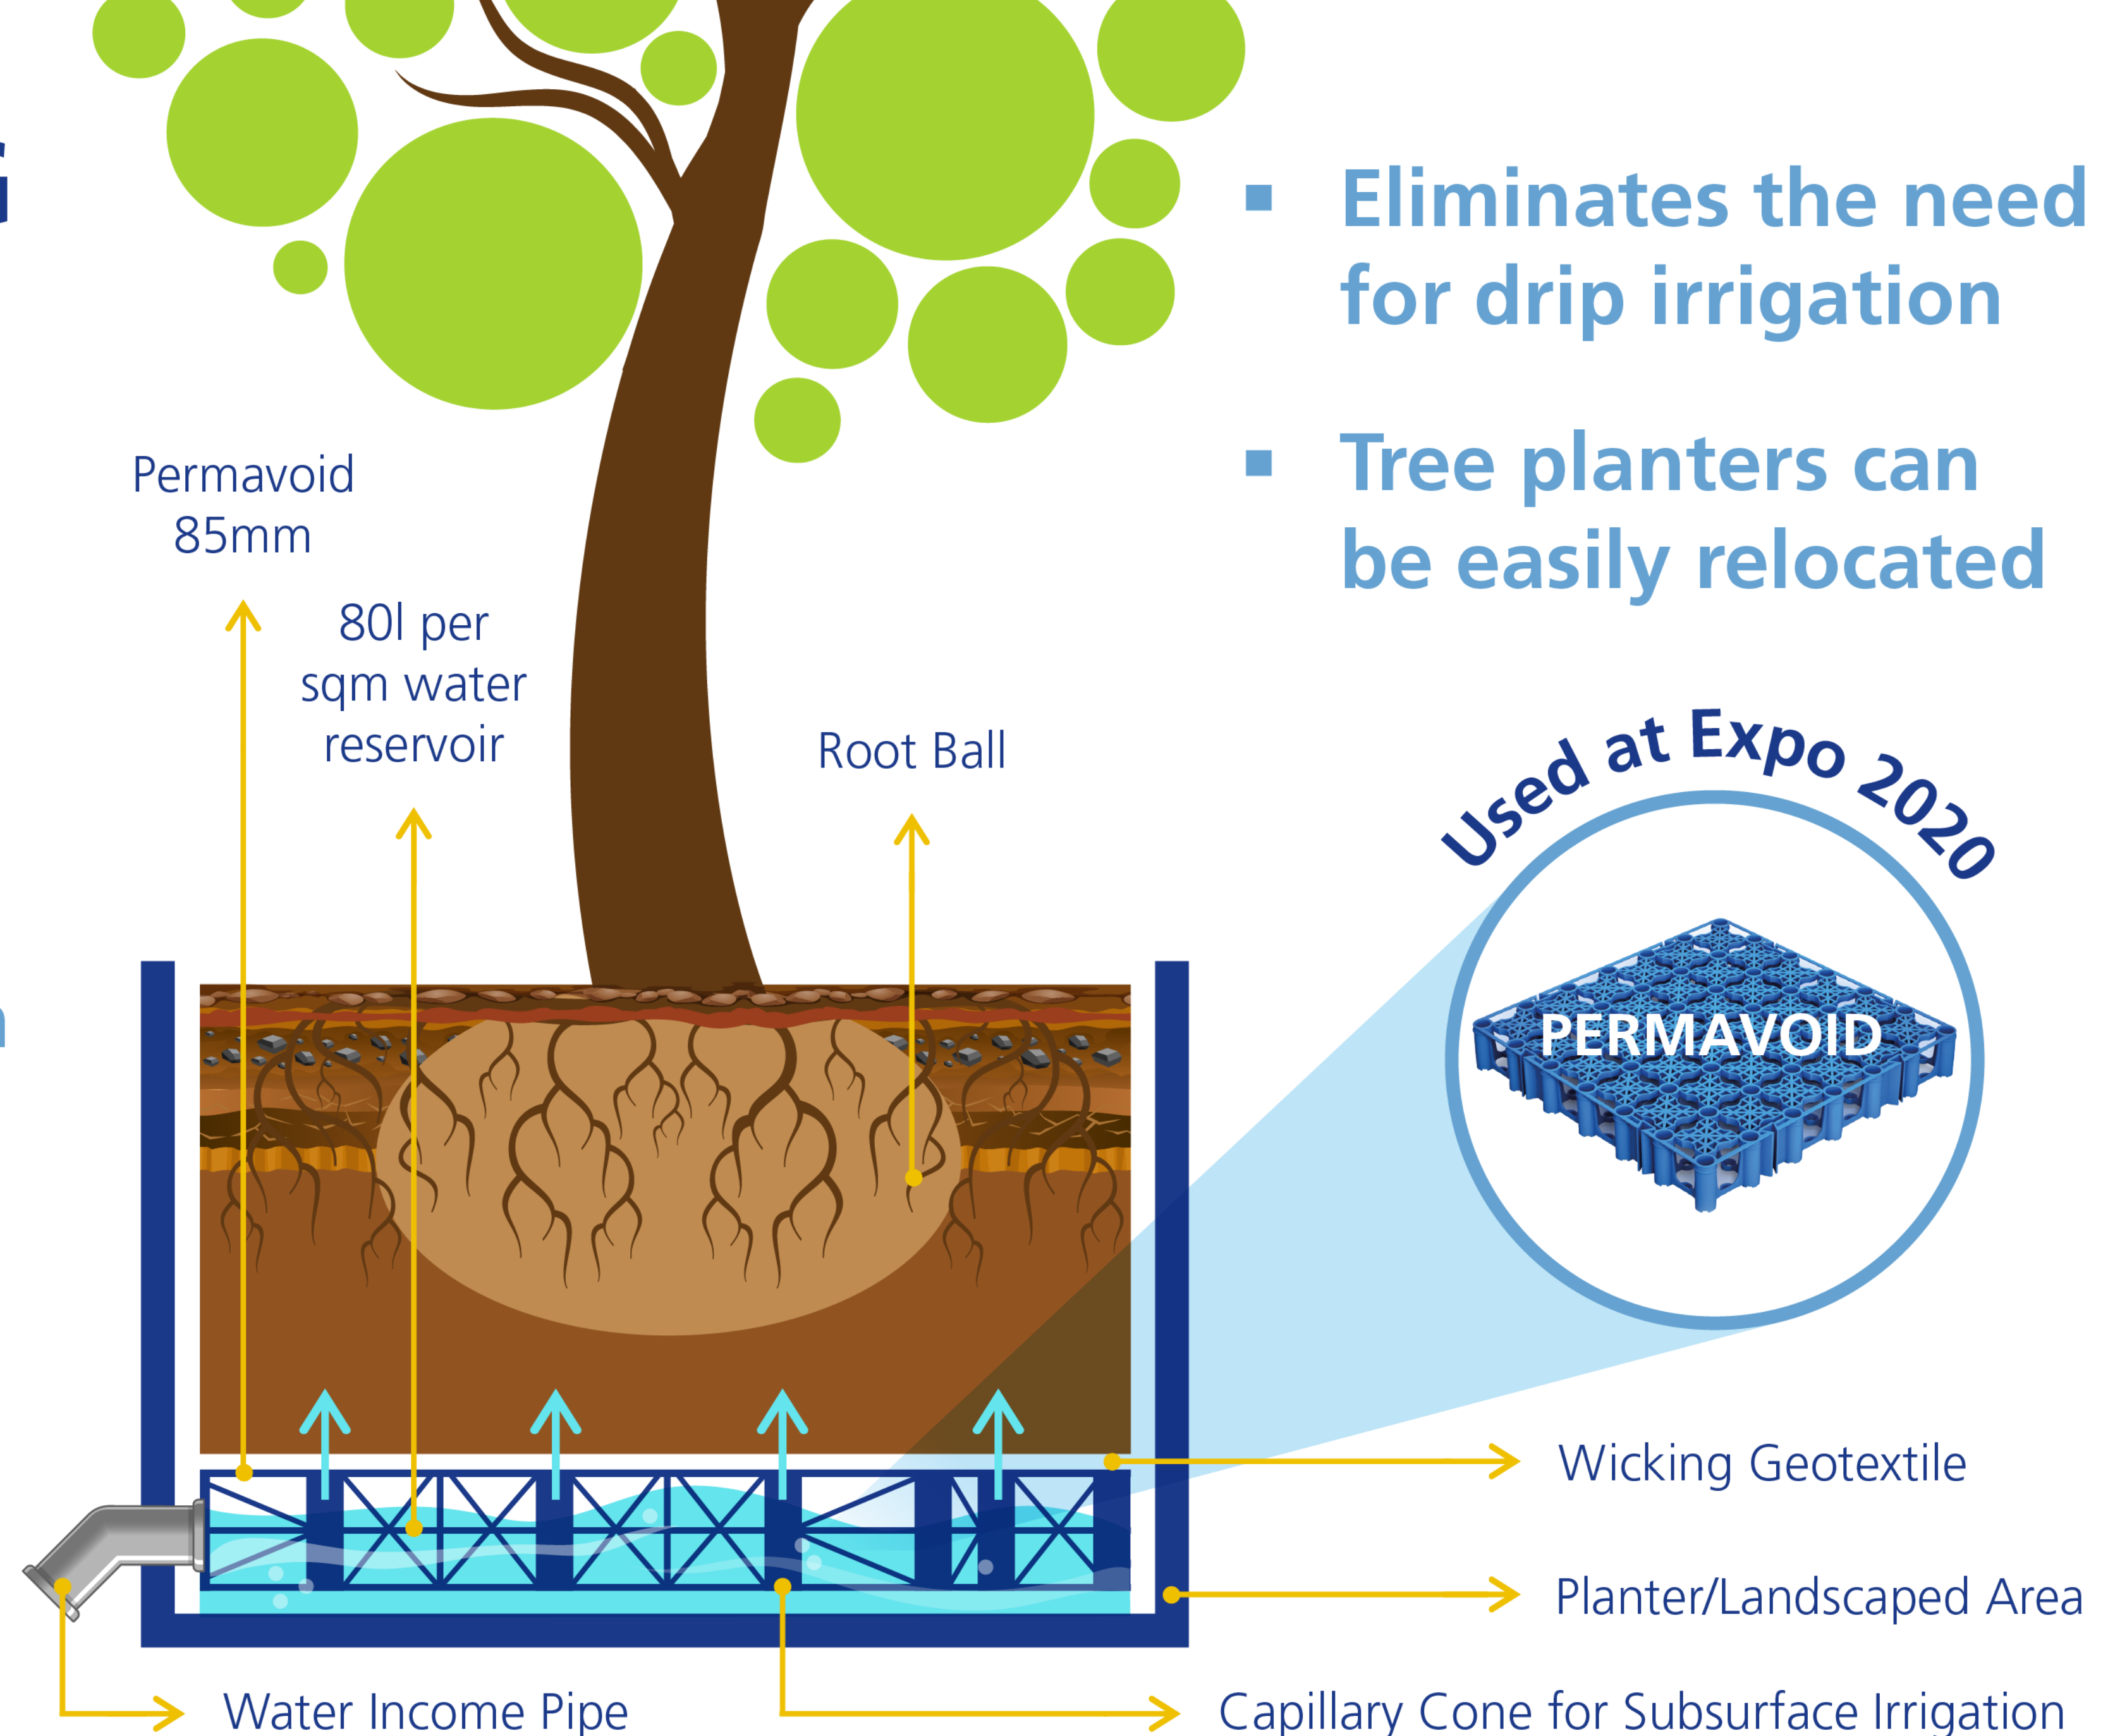 Eliminates the need
for drip irrigation
Tree planters can
be easily relocated
Permavoid
85mm
80l per
sqm water
reservoir
Root Ball
Used at Expo 2020
PERMAVOID
Wicking Geotextile
Planter/Landscaped Area
Water Income Pipe
Capillary Cone for Subsurface Irrigation